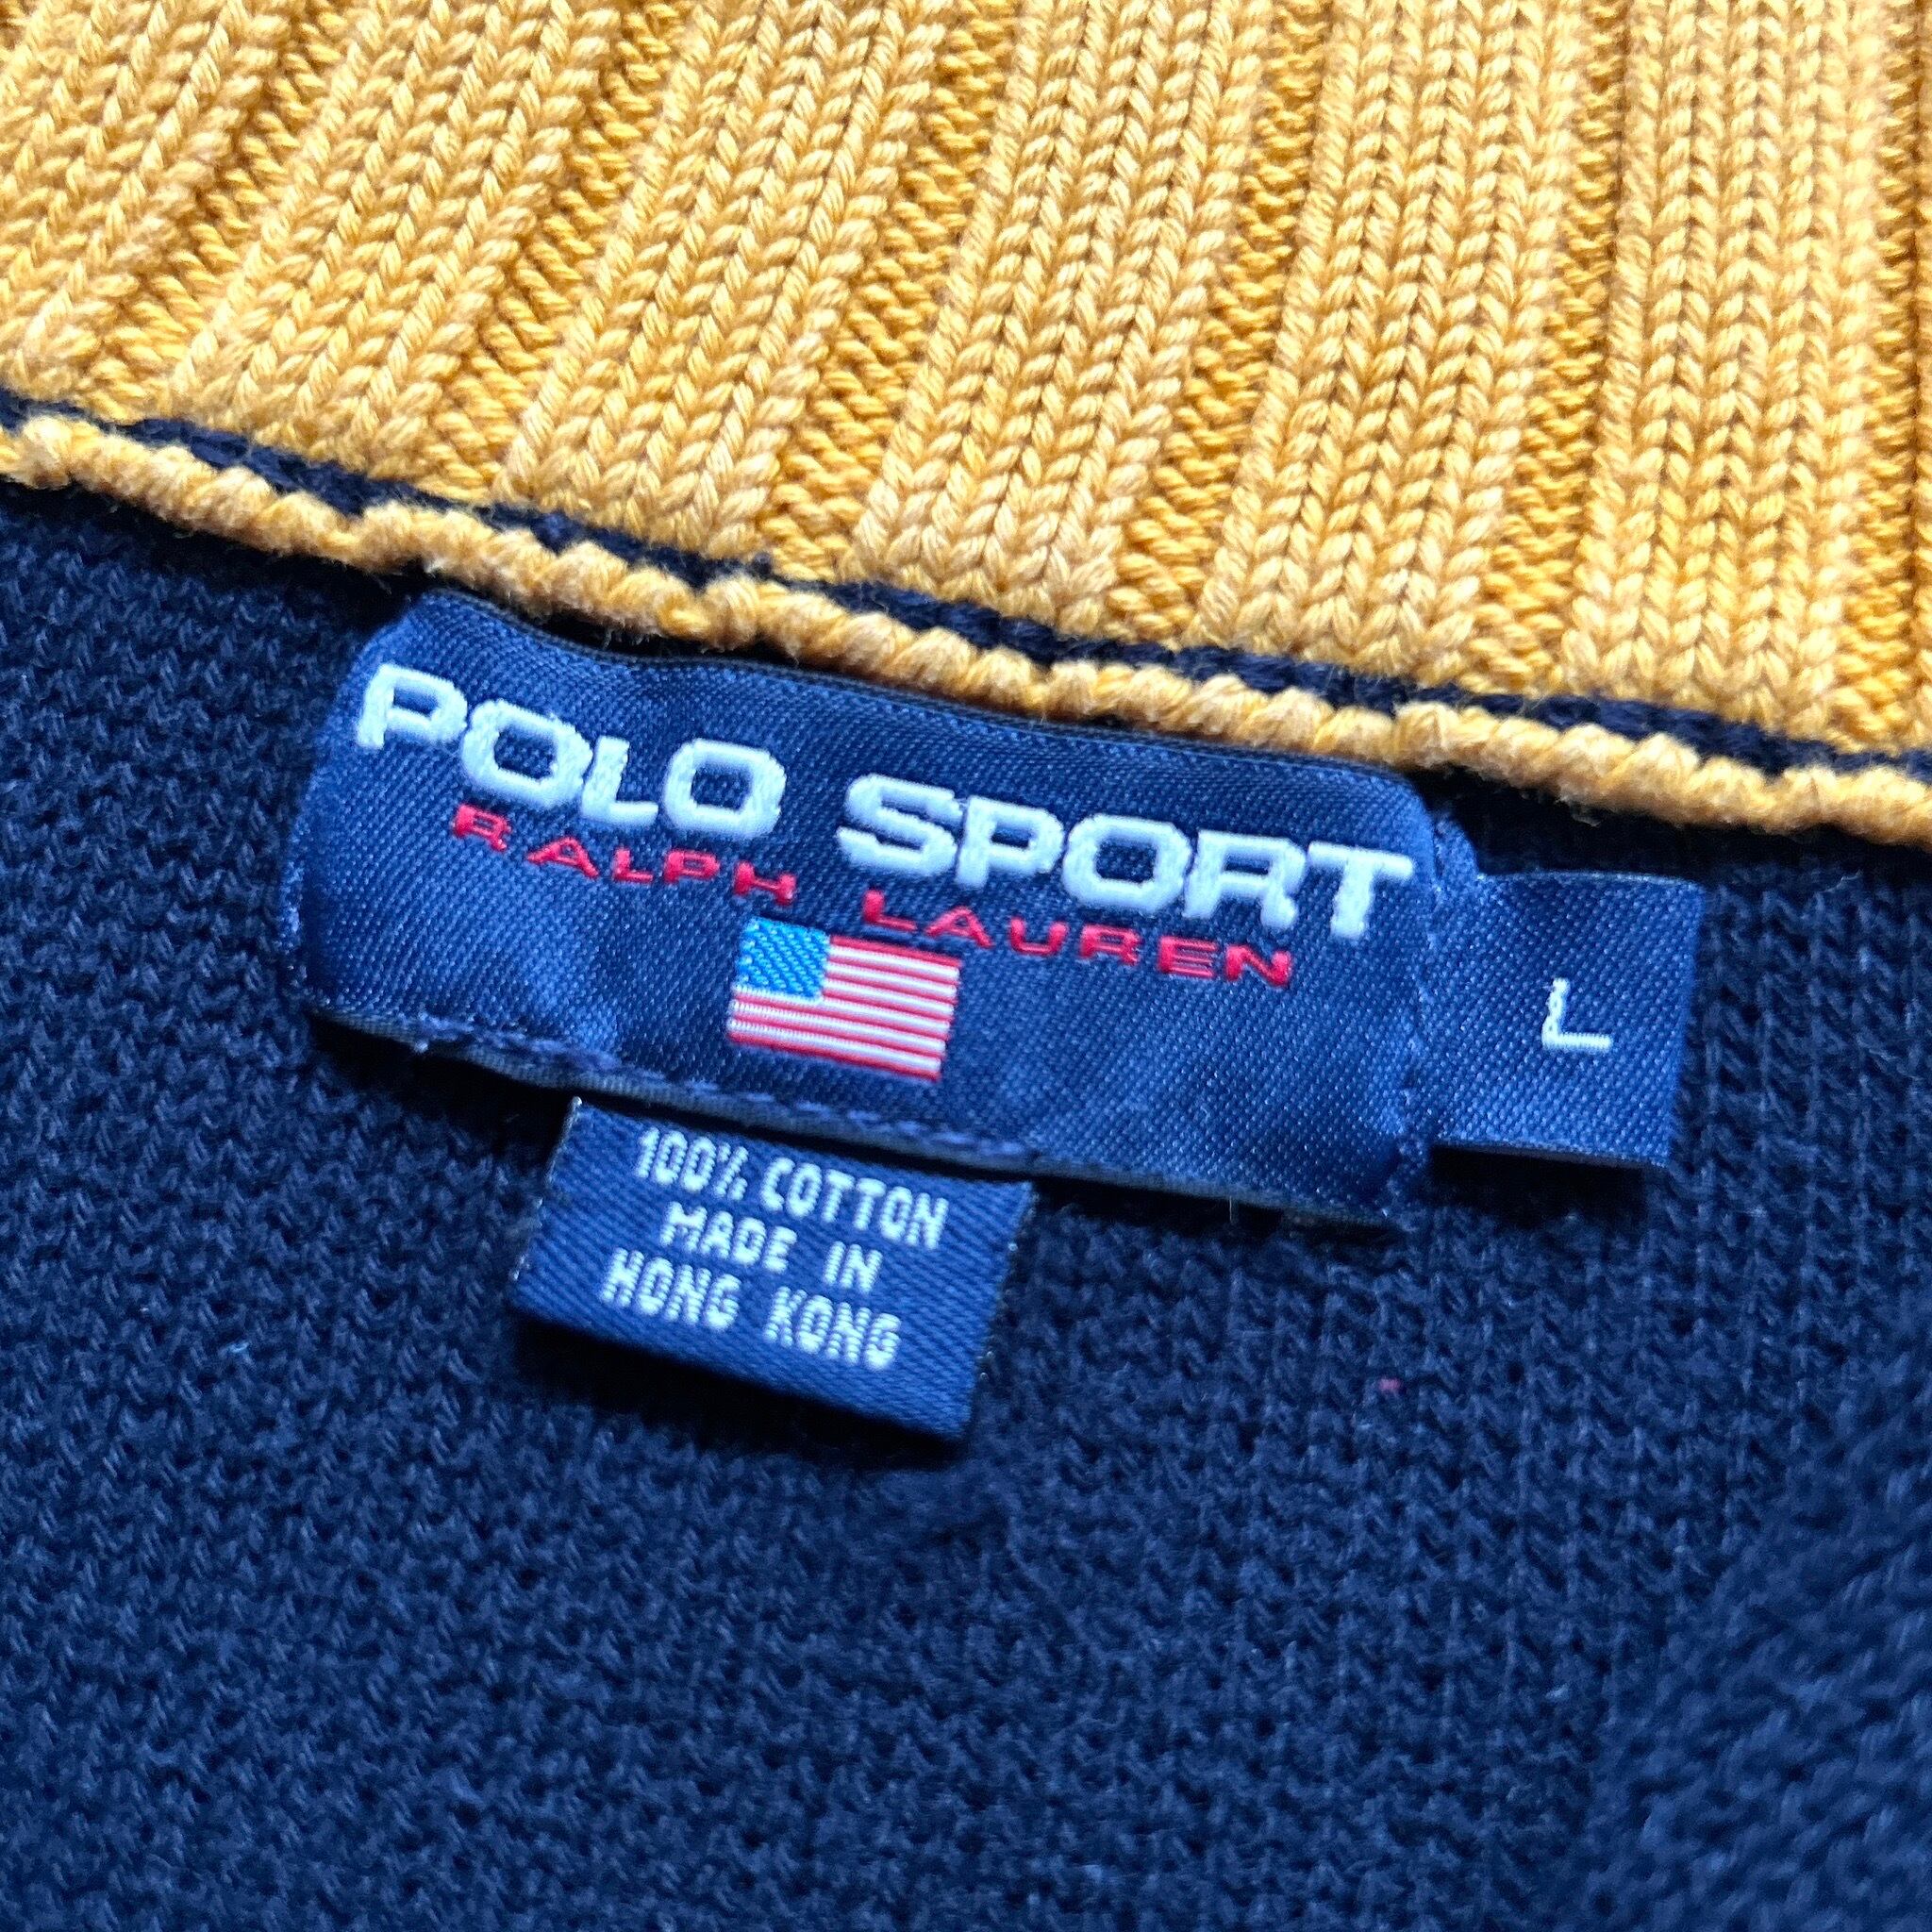 POLO SPORT
RALPH LAUREN
L
100% COTTON
MADE IN
HONG KONG